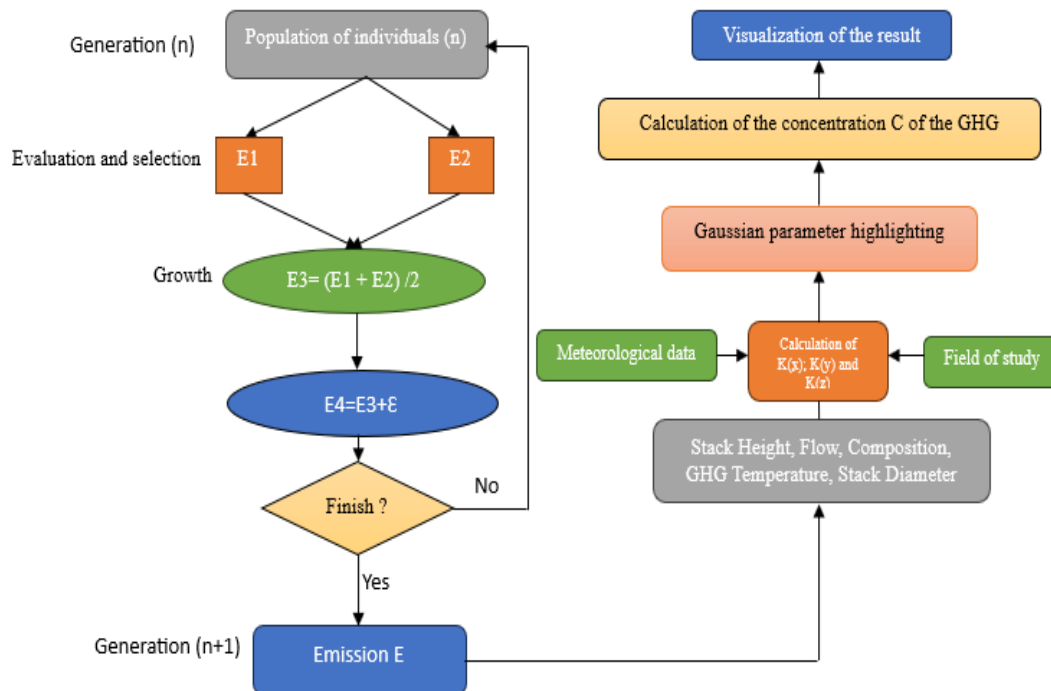 Generation (n)
Population of individuals (n)
Evaluation and selection
E1
E2
Growth
E3= (E1 + E2) /2
E4=E3+Ɛ
Finish ?
No
Yes
Generation (n+1)
Emission E
Visualization of the result
Calculation of the concentration C of the GHG
Gaussian parameter highlighting
Meteorological data
Calculation of
K(x); K(y) and
K(z)
Field of study
Stack Height, Flow, Composition,
GHG Temperature, Stack Diameter